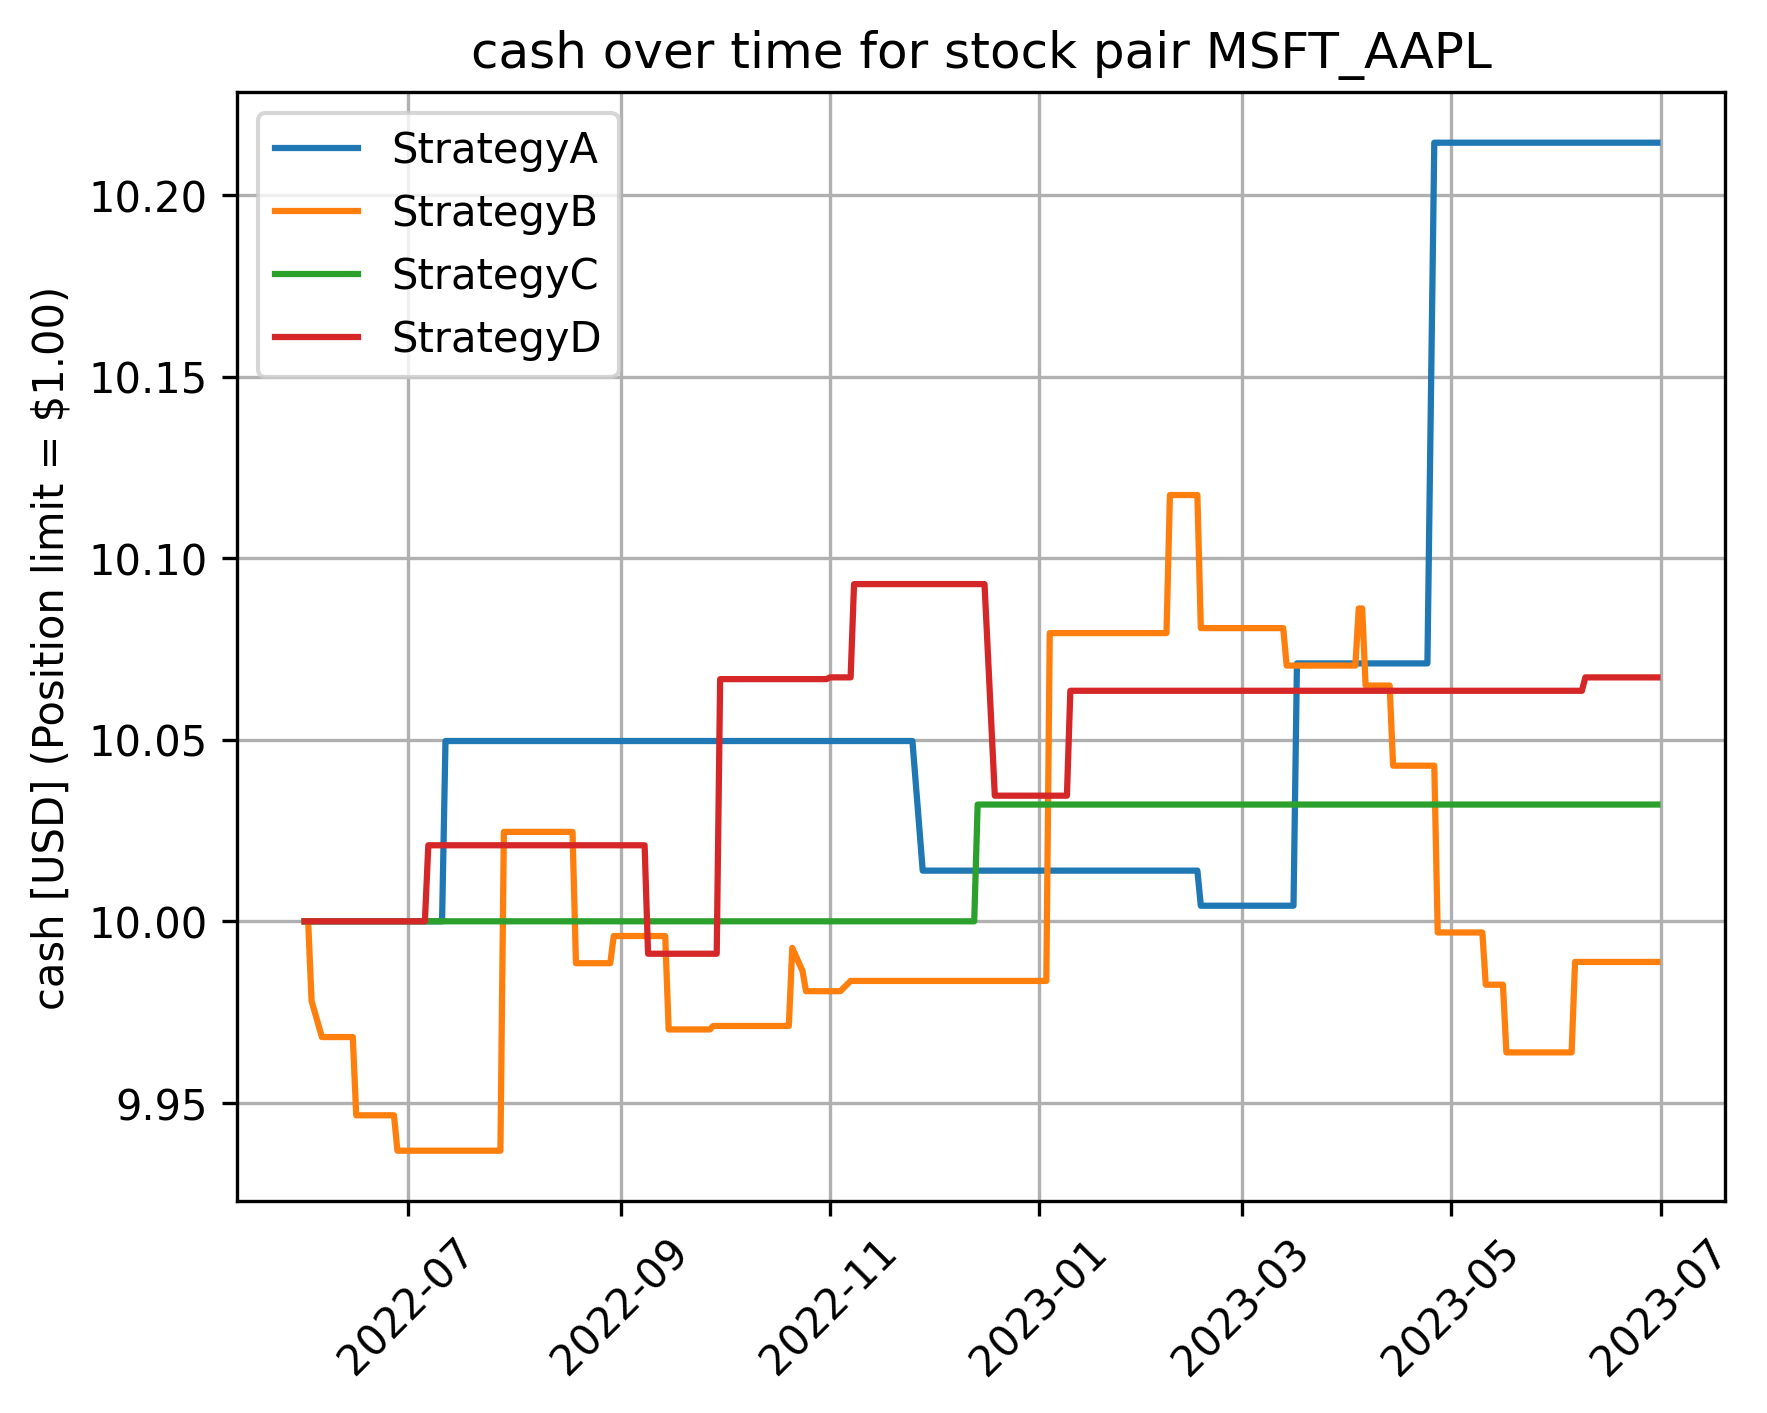 cash over time for stock pair MSFT_AAPL
StrategyA
StrategyB
StrategyC
StrategyD
cash [USD] (Position limit = $1.00)
10.20
10.15
10.10
10.05
10.00
9.95
2022-07
2022-09
2022-11
2023-01
2023-03
2023-05
2023-07